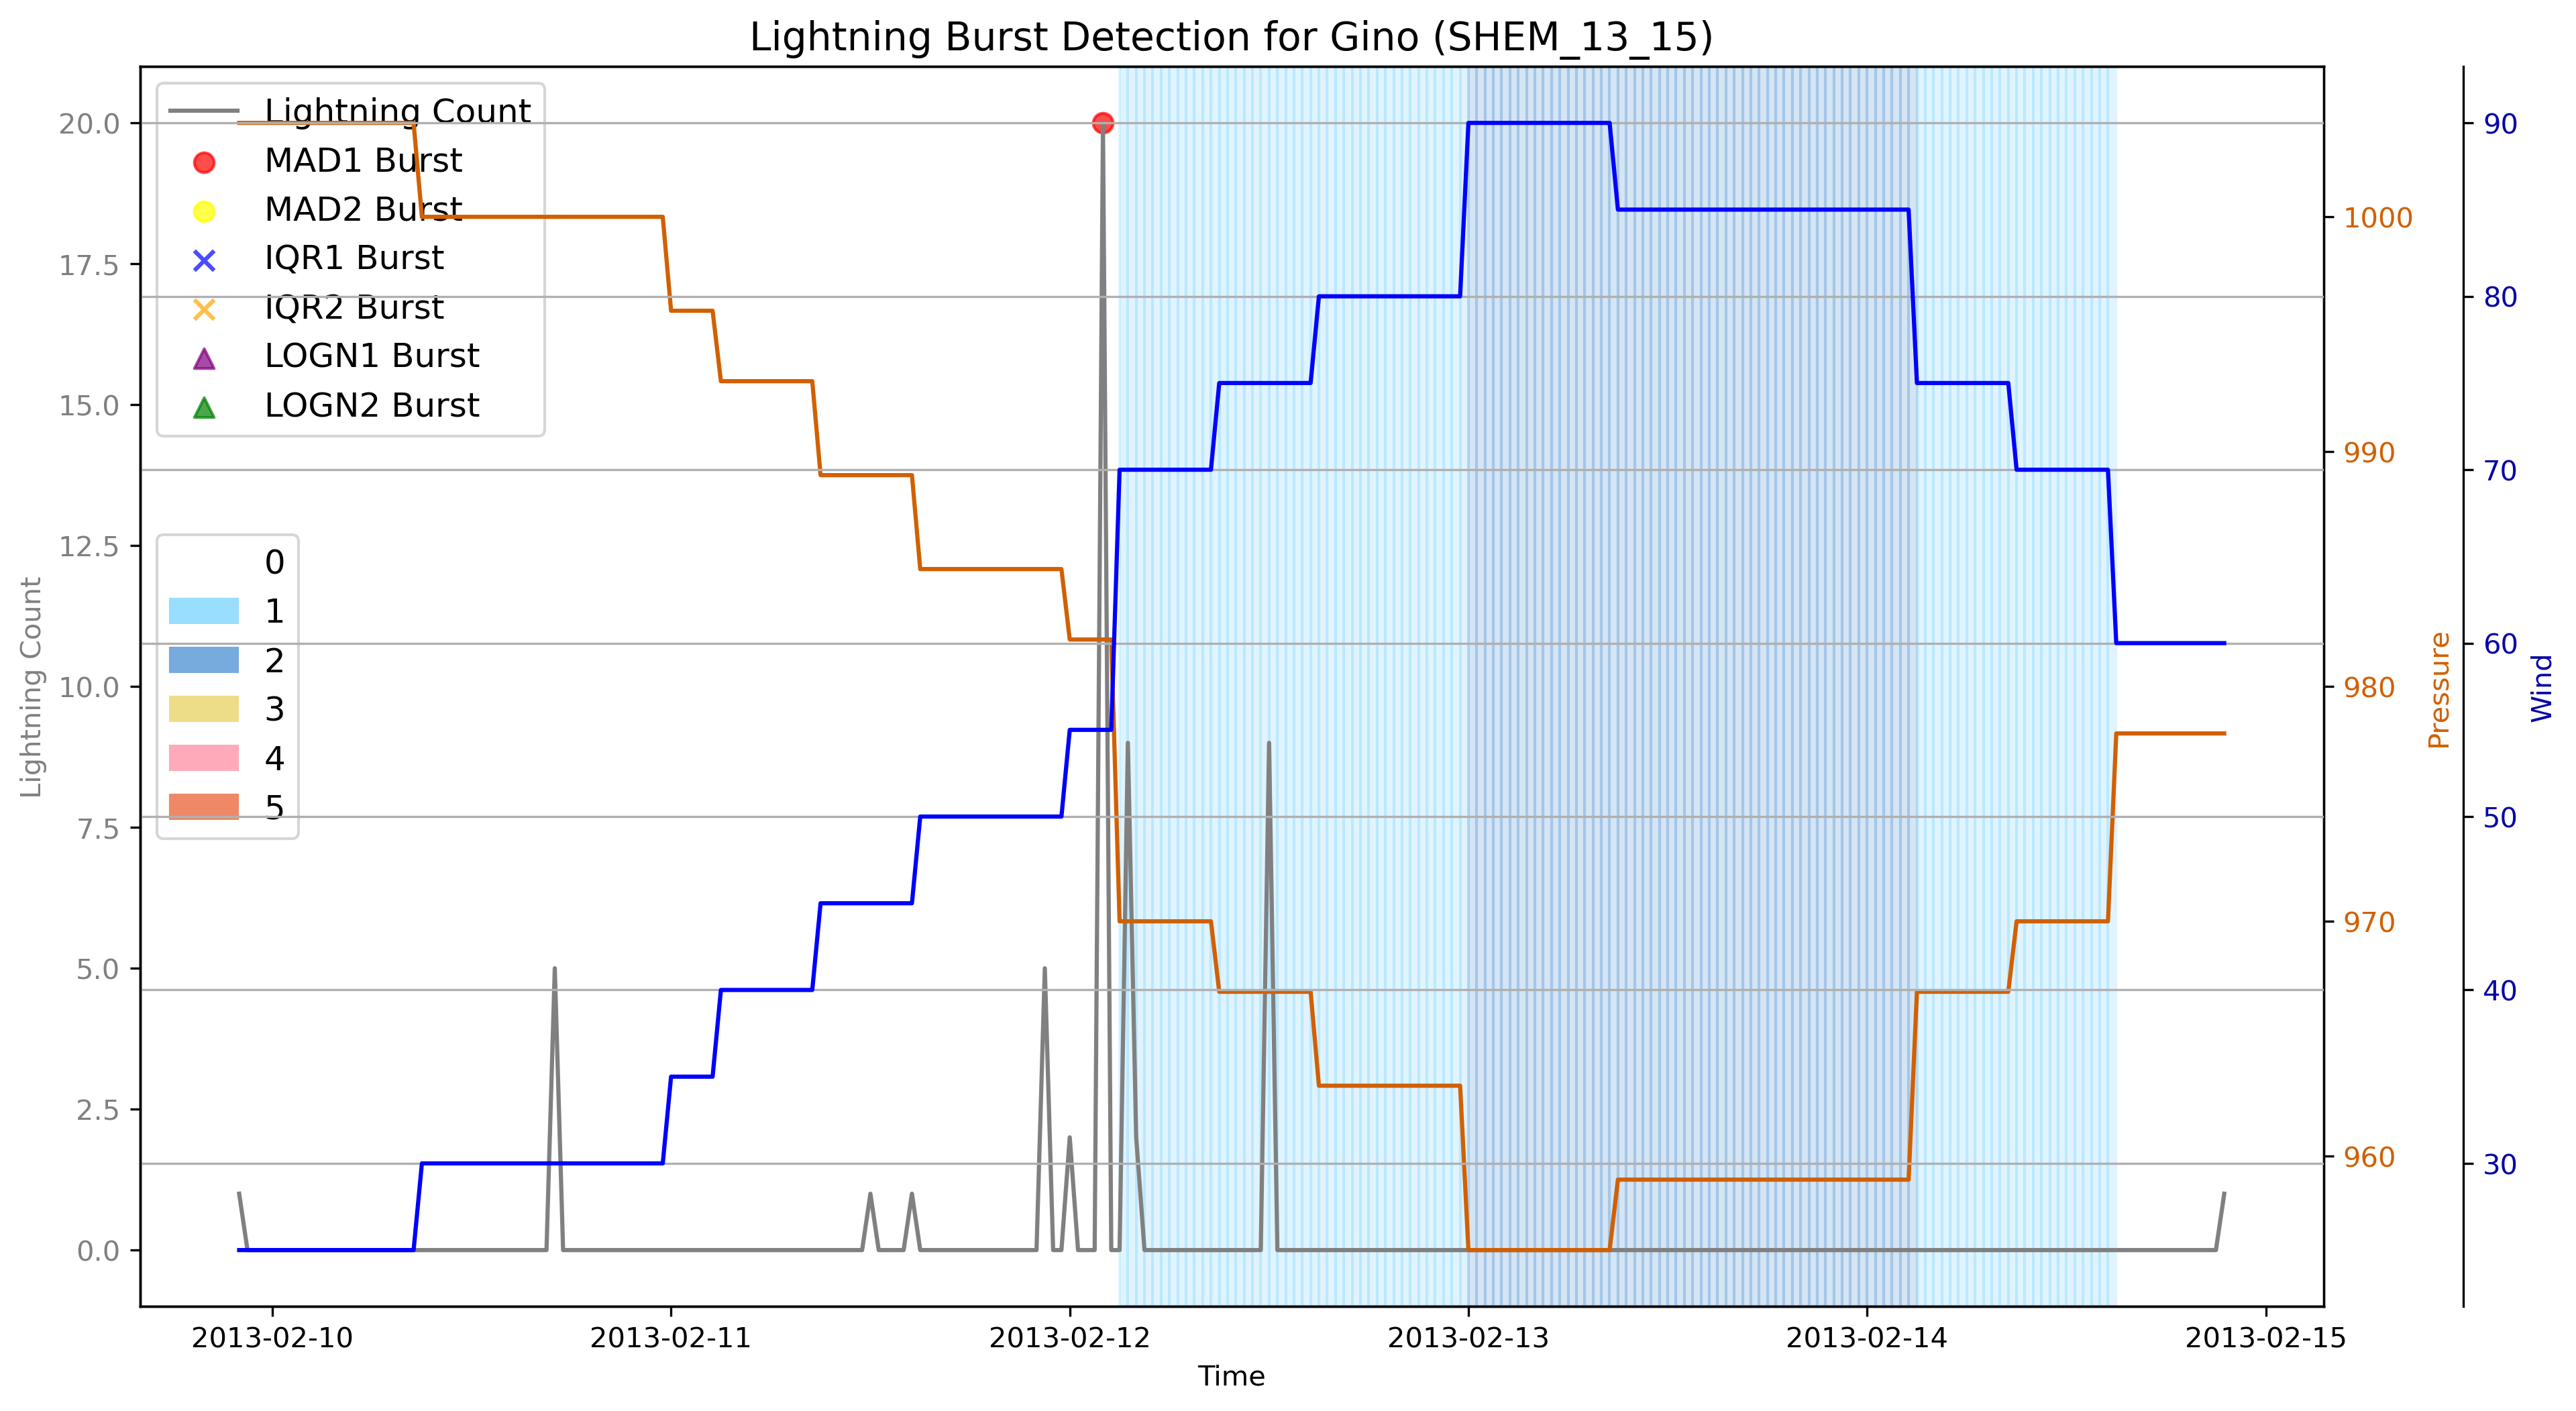 Lightning Burst Detection for Gino (SHEM_13_15)
Lightning Count
MAD1 Burst
MAD2 Burst
IQR1 Burst
IQR2 Burst
LOGN1 Burst
LOGN2 Burst
0
1
2
3
4
5
Lightning Count
20.0
17.5
15.0
12.5
10.0
7.5
5.0
2.5
0.0
1000
990
980
970
960
Pressure
90
80
70
60
50
40
30
Wind
2013-02-10
2013-02-11
2013-02-12
2013-02-13
2013-02-14
2013-02-15
Time